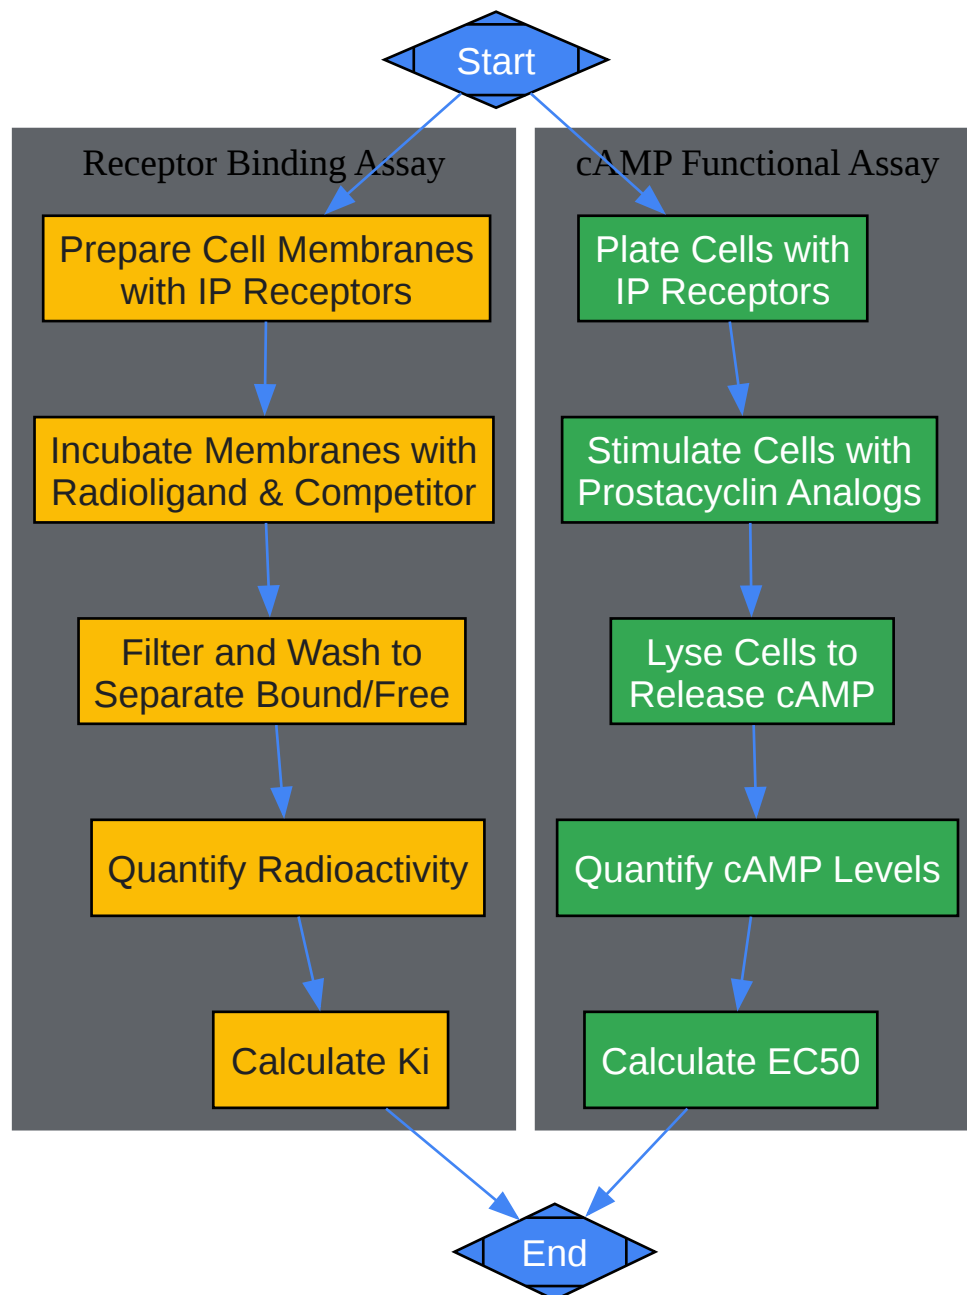 Start
Receptor Binding Assay
Prepare Cell Membranes
with IP Receptors
Incubate Membranes with
Radioligand & Competitor
Filter and Wash to
Separate Bound/Free
Quantify Radioactivity
Calculate Ki
cAMP Functional Assay
Plate Cells with
IP Receptors
Stimulate Cells with
Prostacyclin Analogs
Lyse Cells to
Release cAMP
Quantify cAMP Levels
Calculate EC50
End